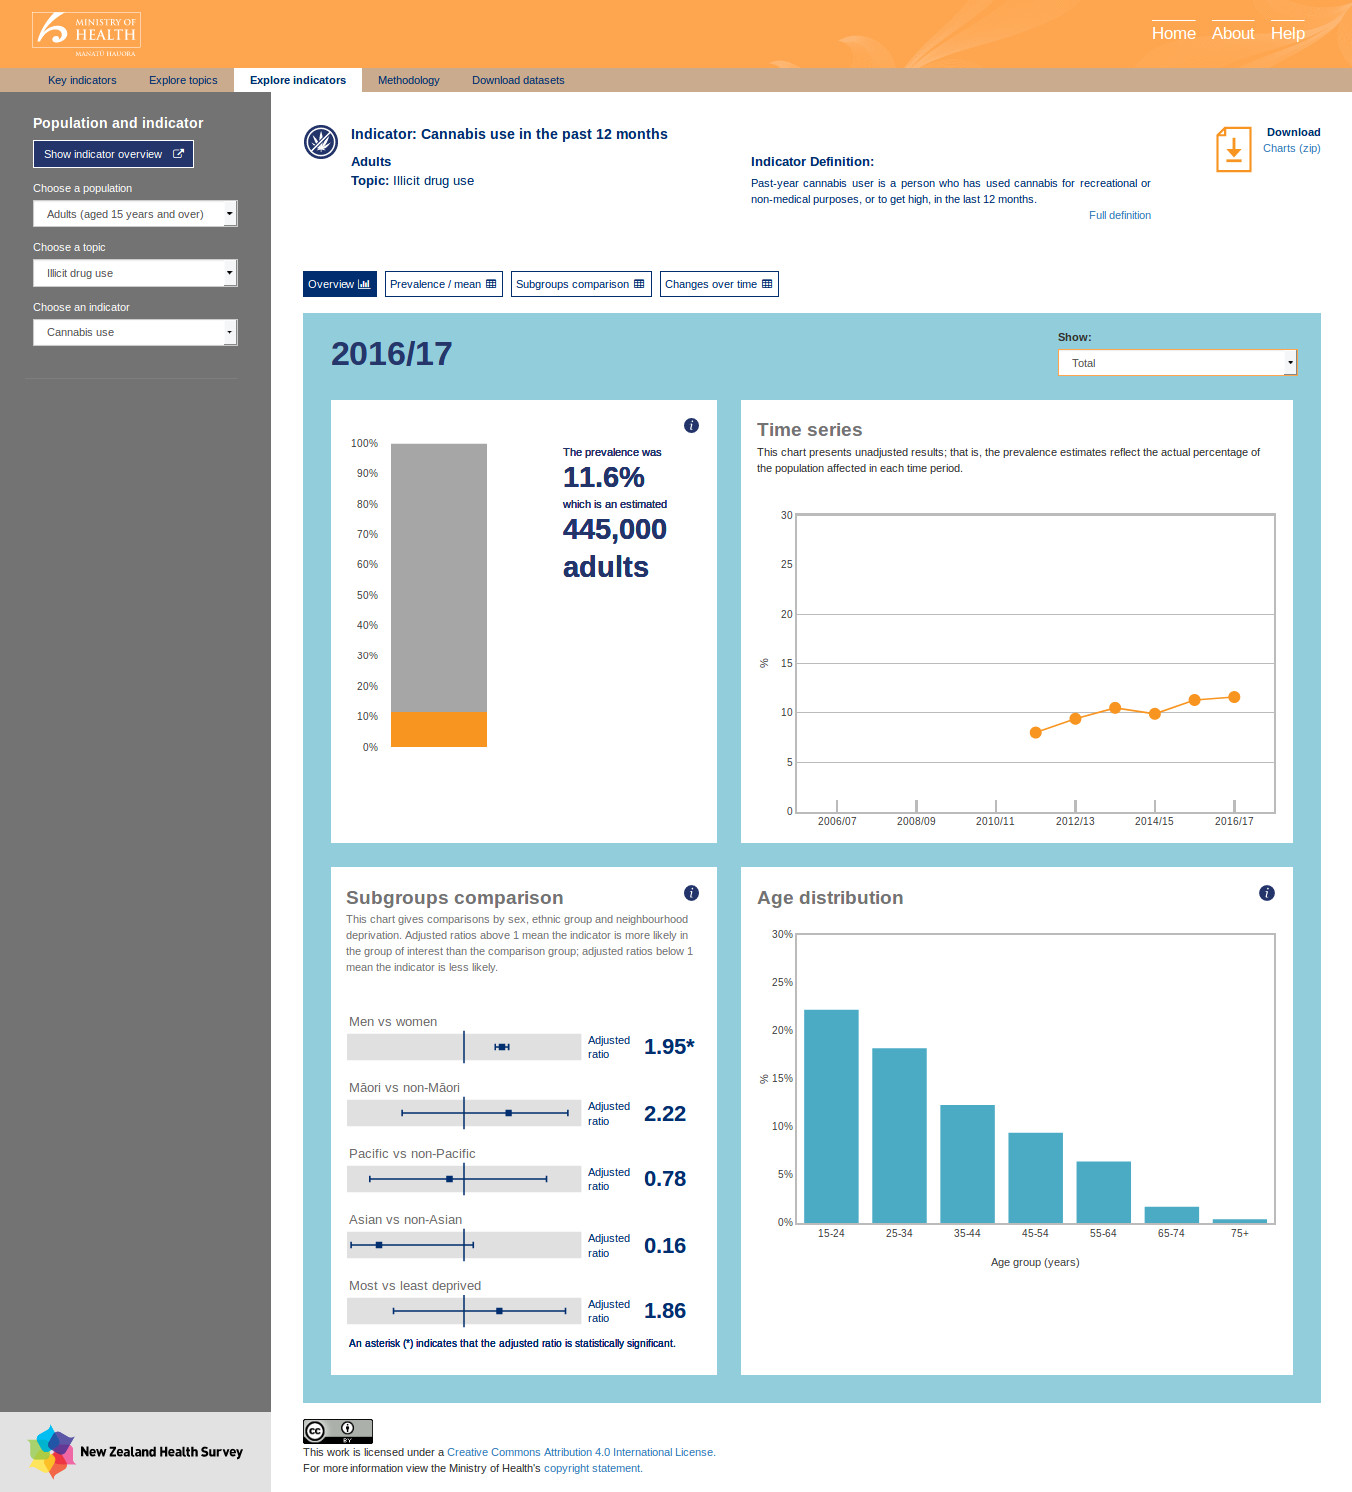 MINISTRY OF
HEALTH
MANATŪ HAUORA
Home About Help
Key indicators Explore topics Explore indicators Methodology Download datasets
Population and indicator
Show indicator overview
Choose a population
Adults (aged 15 years and over)
Choose a topic
Illicit drug use
Choose an indicator
Cannabis use
Indicator: Cannabis use in the past 12 months
Adults
Topic: Illicit drug use
Indicator Definition:
Past-year cannabis user is a person who has used cannabis for recreational or
non-medical purposes, or to get high, in the last 12 months.
Full definition
Download
Charts (zip)
Overview Prevalence / mean Subgroups comparison Changes over time
2016/17
Show:
Total
100%
90%
80%
70%
60%
50%
40%
30%
20%
10%
0%
i
The prevalence was
11.6%
which is an estimated
445,000
adults
Time series
This chart presents unadjusted results; that is, the prevalence estimates reflect the actual percentage of
the population affected in each time period.
30
25
20
15
10
5
0
%
2006/07 2008/09 2010/11 2012/13 2014/15 2016/17
Subgroups comparison
i
This chart gives comparisons by sex, ethnic group and neighbourhood
deprivation. Adjusted ratios above 1 mean the indicator is more likely in
the group of interest than the comparison group; adjusted ratios below 1
mean the indicator is less likely.
Men vs women
Adjusted
ratio
1.95*
Māori vs non-Māori
Adjusted
ratio
2.22
Pacific vs non-Pacific
Adjusted
ratio
0.78
Asian vs non-Asian
Adjusted
ratio
0.16
Most vs least deprived
Adjusted
ratio
1.86
An asterisk (*) indicates that the adjusted ratio is statistically significant.
Age distribution
i
30%
25%
20%
15%
10%
5%
0%
%
15-24 25-34 35-44 45-54 55-64 65-74 75+
Age group (years)
New Zealand Health Survey
cc
BY
This work is licensed under a Creative Commons Attribution 4.0 International License.
For more information view the Ministry of Health's copyright statement.